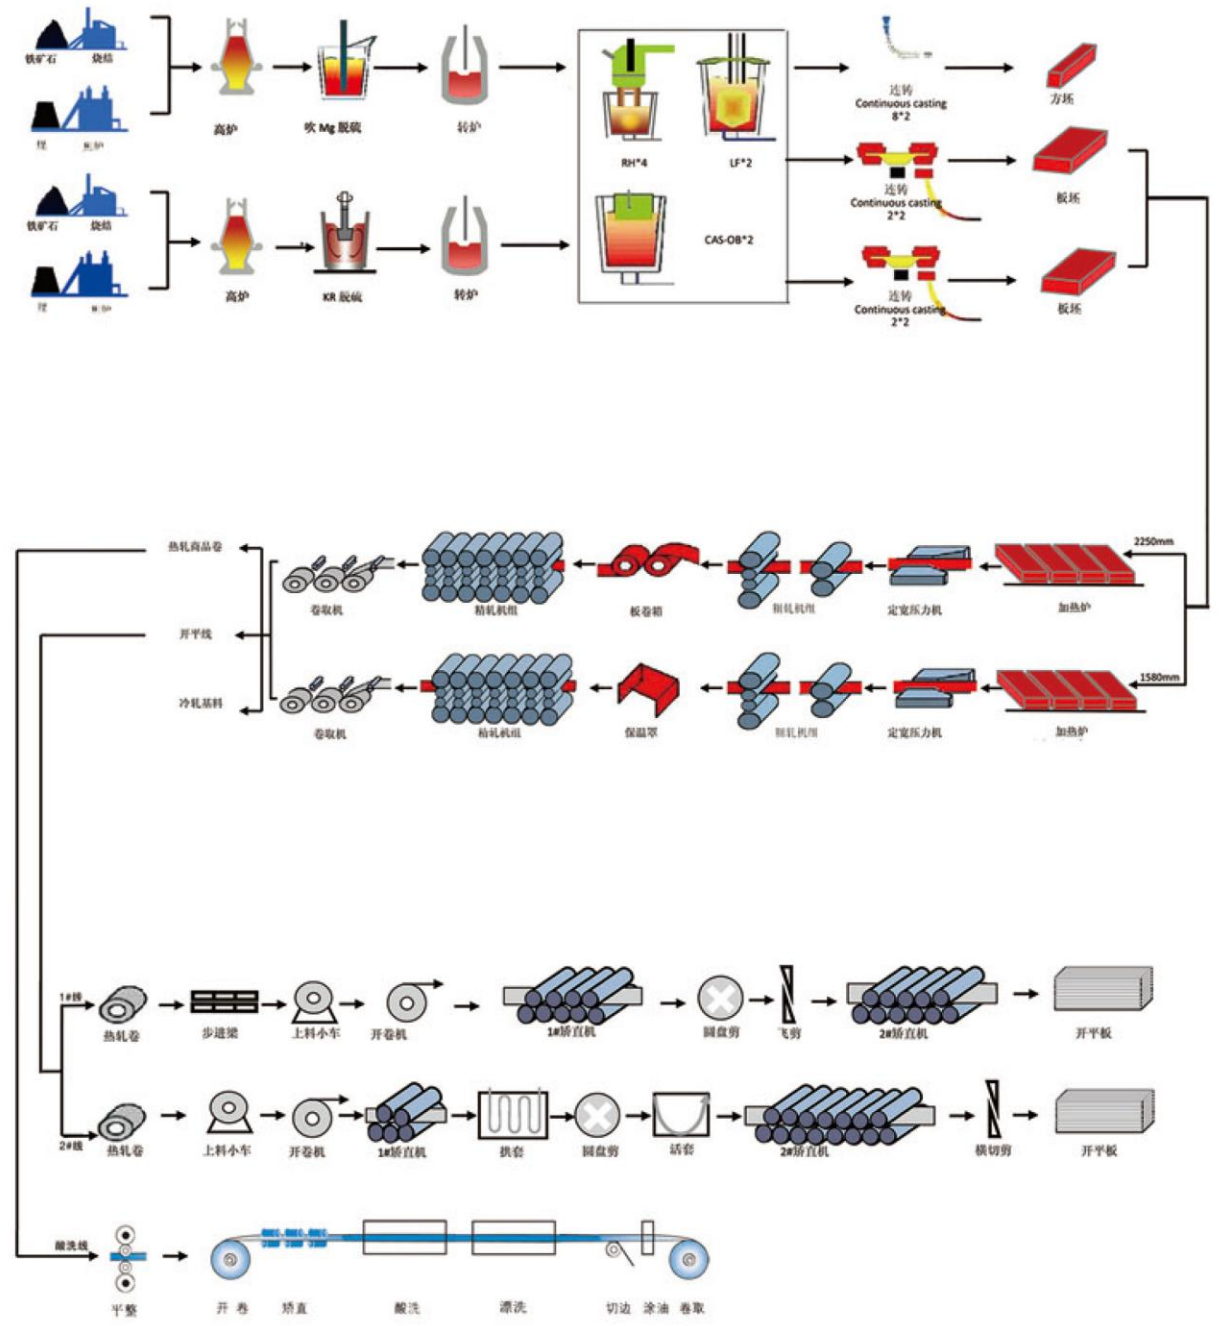 铁矿石 烧结
高炉 吹 Mg 脱硫 转炉
煤 焦炉
RH*4 LF*2
连铸
Continuous casting
8*2
方坯
铁矿石 烧结
连铸
Continuous casting
2*2
板坯
CAS-OB*2
煤 焦炉
高炉 KR 脱硫 转炉
连铸
Continuous casting
2*2
板坯
热轧商品卷
2250mm
卷取机 精轧机组 板卷箱 粗轧机组 定宽压力机 加热炉
开平线
1580mm
冷轧基料
卷取机 粘轧机组 保温罩 粗轧机组 定宽压力机 加热炉
1#线
热轧卷 步进梁 上料小车 开卷机 1#矫直机 圆盘剪 飞剪 2#矫直机 开平板
2#线
热轧卷 上料小车 开卷机 1#矫直机 拱套 圆盘剪 活套 2#矫直机 横切剪 开平板
酸洗线
平整 开 卷 矫直 酸洗 漂洗 切边 涂油 卷取